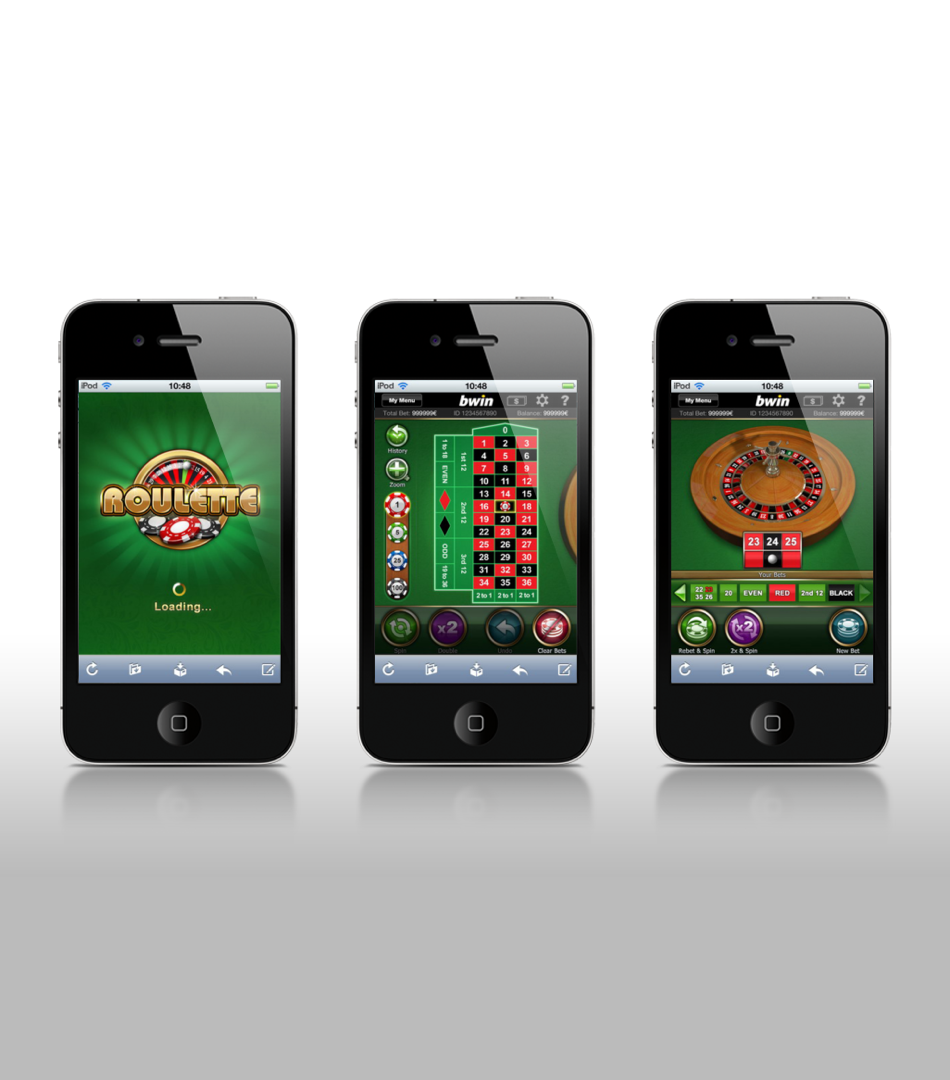 iPod 10:48
ROULETTE
Loading...
iPod 10:48
My Menu bwin $ ?
Total Bet: 999999€ ID 1234567890 Balance: 999999€
History
Zoom
1
5
25
100
0
1 2 3
4 5 6
7 8 9
10 11 12
13 14 15
16 18
19 20 21
22 23 24
25 26 27
28 29 30
31 32 33
34 35 36
2 to 1 2 to 1 2 to 1
1st 12
2nd 12
3rd 12
1 to 18
EVEN
ODD
19 to 36
x2
Spin Double Undo Clear Bets
iPod 10:48
My Menu bwin $ ?
Total Bet: 999999€ ID 1234567890 Balance: 999999€
23 24 25
Your Bets
22
35 26
20 EVEN RED 2nd 12 BLACK
x2
Rebet & Spin 2x & Spin New Bet